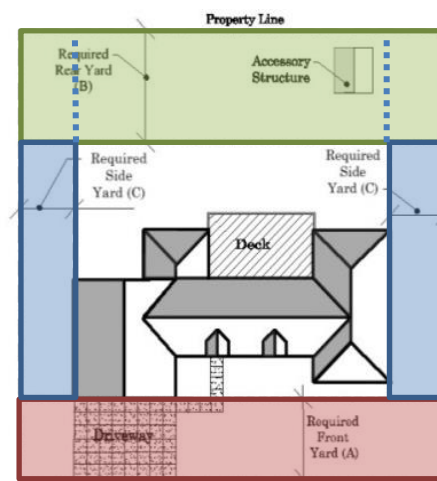 Property Line
Required
Rear Yard
(B)
Accessory
Structure
Required
Side
Yard (C)
Required
Side
Yard (C)
Deck
Driveway
Required
Front
Yard (A)